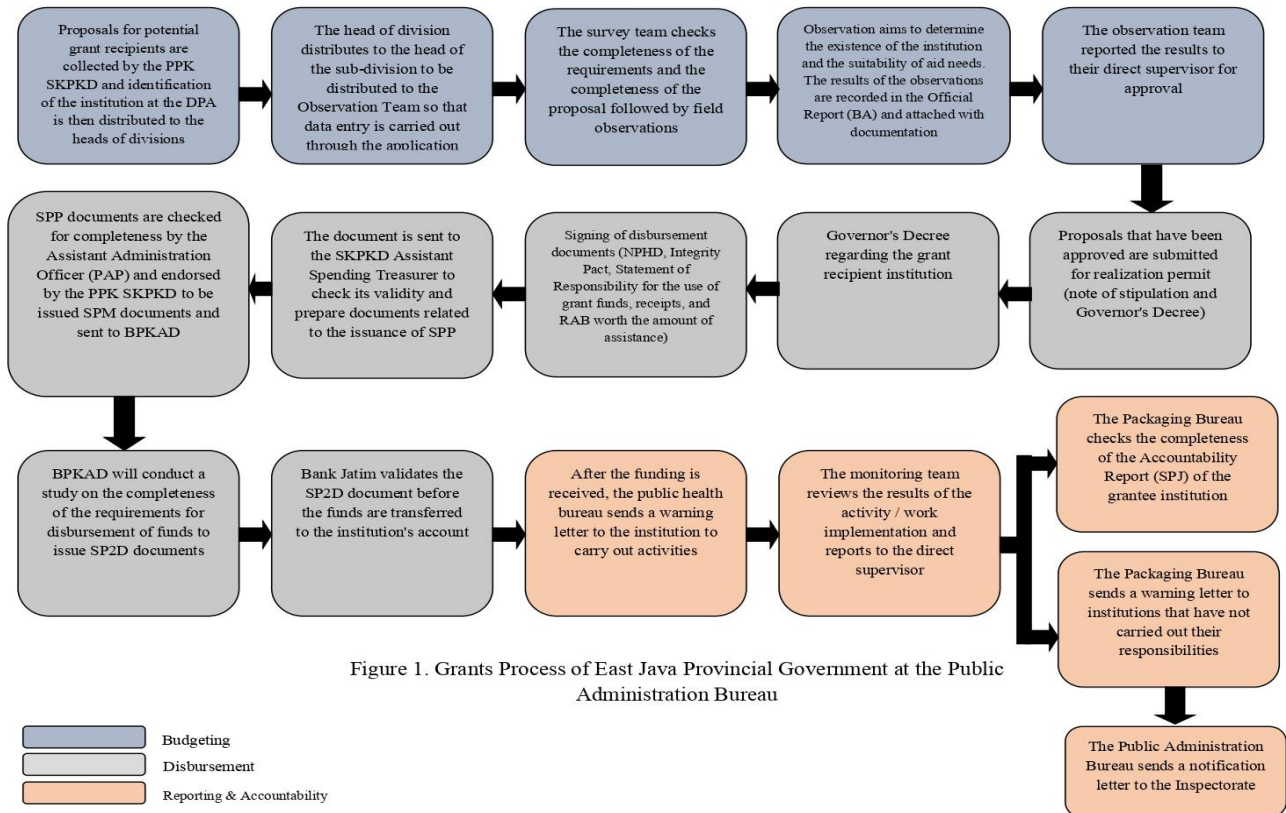 Proposals for potential
grant recipients are
collected by the PPK
SKPKD and identification
of the institution at the DPA
is then distributed to the
heads of divisions
The head of division
distributes to the head of
the sub-division to be
distributed to the
Observation Team so that
data entry is carried out
through the application
The survey team checks
the completeness of the
requirements and the
completeness of the
proposal followed by field
observations
Observation aims to determine
the existence of the institution
and the suitability of aid needs.
The results of the observations
are recorded in the Official
Report (BA) and attached with
documentation
The observation team
reported the results to
their direct supervisor for
approval
Proposals that have been
approved are submitted
for realization permit
(note of stipulation and
Governor's Decree)
Governor's Decree
regarding the grant
recipient institution
Signing of disbursement
documents (NPHD, Integrity
Pact, Statement of
Responsibility for the use of
grant funds, receipts, and
RAB worth the amount of
assistance)
The document is sent to
the SKPKD Assistant
Spending Treasurer to
check its validity and
prepare documents related
to the issuance of SPP
SPP documents are checked
for completeness by the
Assistant Administration
Officer (PAP) and endorsed
by the PPK SKPKD to be
issued SPM documents and
sent to BPKAD
BPKAD will conduct a
study on the completeness
of the requirements for
disbursement of funds to
issue SP2D documents
Bank Jatim validates the
SP2D document before
the funds are transferred
to the institution's account
After the funding is
received, the public health
bureau sends a warning
letter to the institution to
carry out activities
The monitoring team
reviews the results of the
activity / work
implementation and
reports to the direct
supervisor
The Packaging Bureau
checks the completeness
of the Accountability
Report (SPJ) of the
grantee institution
The Packaging Bureau
sends a warning letter to
institutions that have not
carried out their
responsibilities
The Public Administration
Bureau sends a notification
letter to the Inspectorate
Figure 1. Grants Process of East Java Provincial Government at the Public
Administration Bureau
Budgeting
Disbursement
Reporting & Accountability